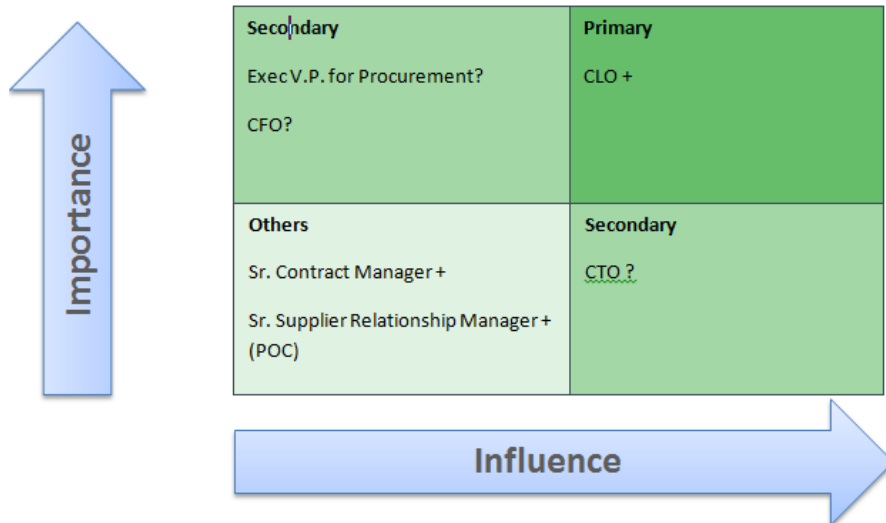 Secondary
Exec V.P. for Procurement?
CFO?
Primary
CLO +
Importance
Others
Sr. Contract Manager +
Sr. Supplier Relationship Manager +
(POC)
Secondary
CTO ?
Influence